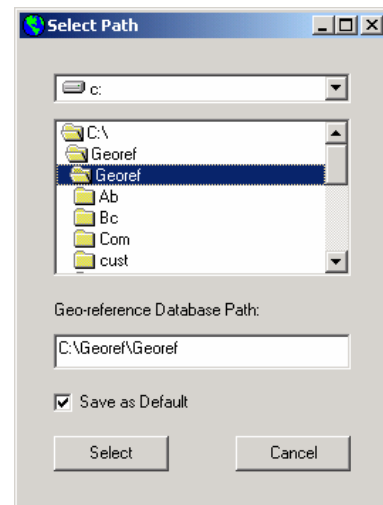 Select Path
c:
C:\
Georef
Georef
Ab
Bc
Com
cust
Geo-reference Database Path:
C:\Georef\Georef
Save as Default
Select Cancel